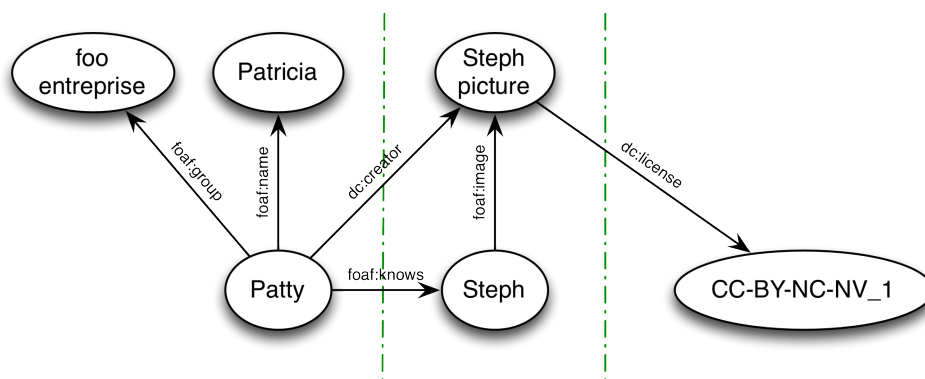 foo
entreprise
Patricia
Steph
picture
foaf:group
foaf:name
dc:creator
foaf:image
dc:license
foaf:knows
Patty
Steph
CC-BY-NC-NV_1